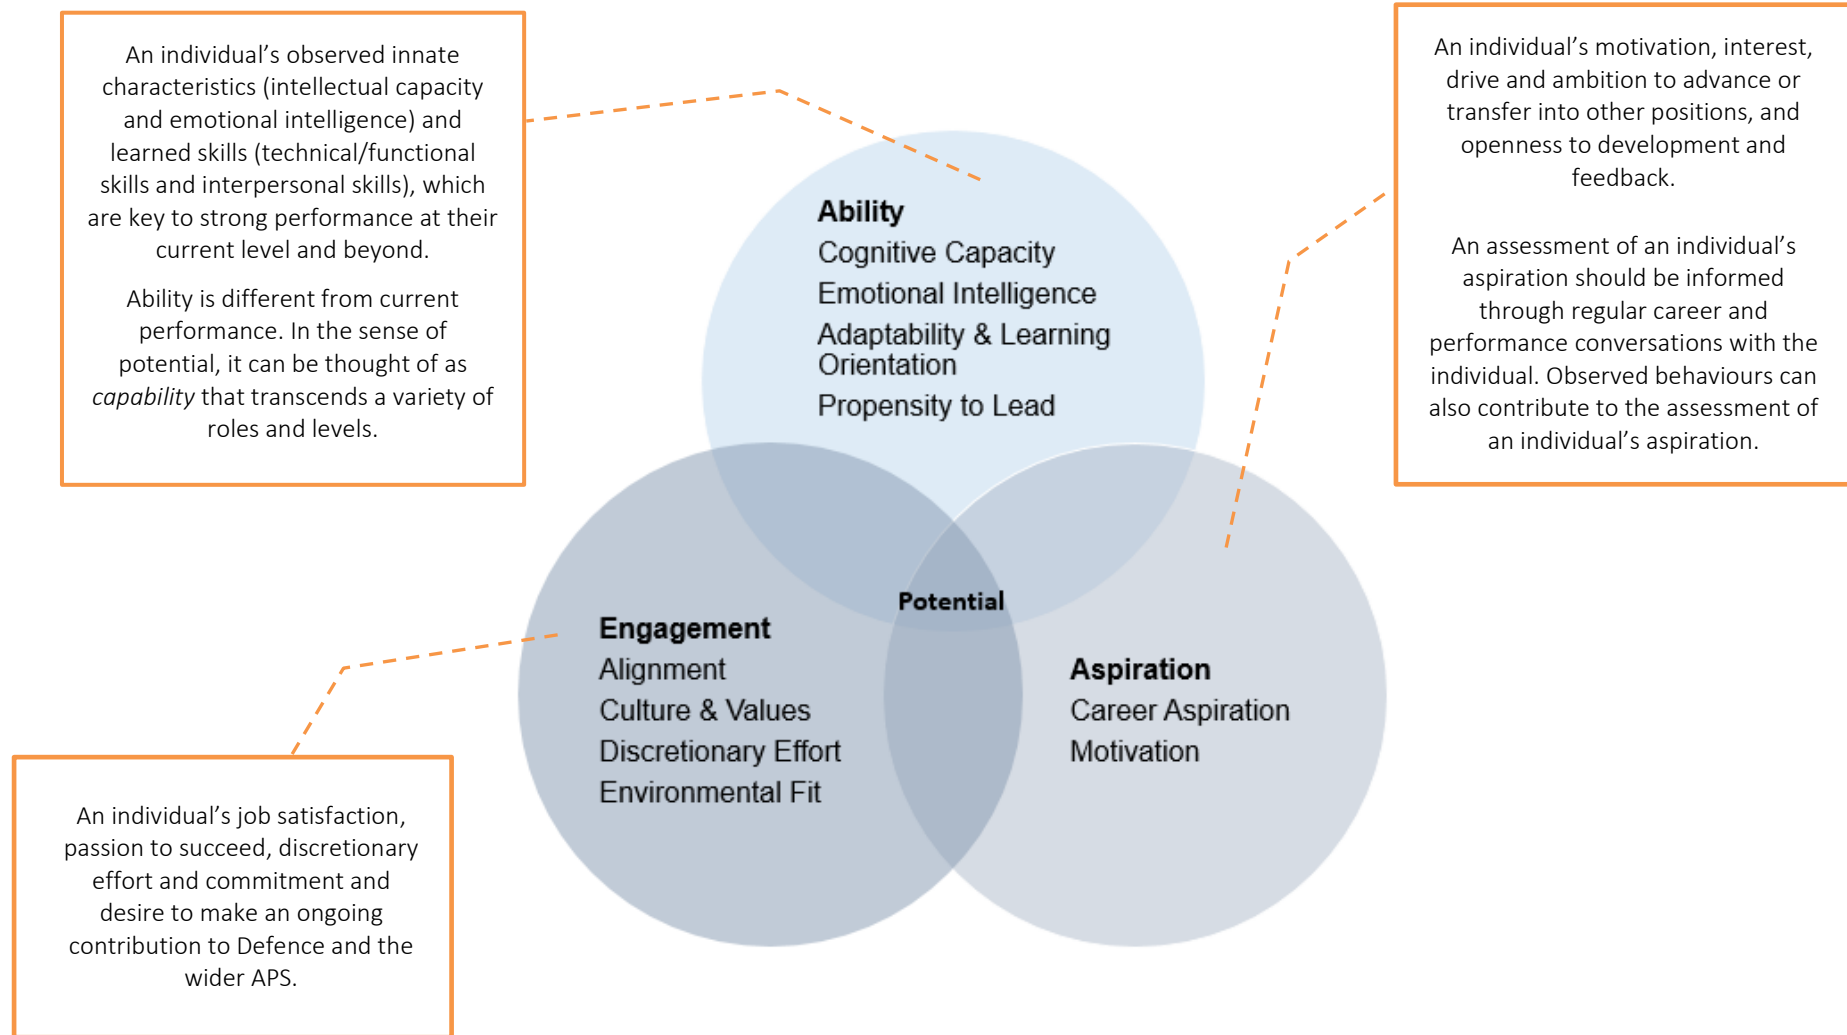 An individual’s observed innate
characteristics (intellectual capacity
and emotional intelligence) and
learned skills (technical/functional
skills and interpersonal skills), which
are key to strong performance at their
current level and beyond.
Ability is different from current
performance. In the sense of
potential, it can be thought of as
capability that transcends a variety of
roles and levels.
An individual’s motivation, interest,
drive and ambition to advance or
transfer into other positions, and
openness to development and
feedback.
An assessment of an individual’s
aspiration should be informed
through regular career and
performance conversations with the
individual. Observed behaviours can
also contribute to the assessment of
an individual’s aspiration.
Ability
Cognitive Capacity
Emotional Intelligence
Adaptability & Learning
Orientation
Propensity to Lead
Potential
Engagement
Alignment
Culture & Values
Discretionary Effort
Environmental Fit
Aspiration
Career Aspiration
Motivation
An individual’s job satisfaction,
passion to succeed, discretionary
effort and commitment and
desire to make an ongoing
contribution to Defence and the
wider APS.